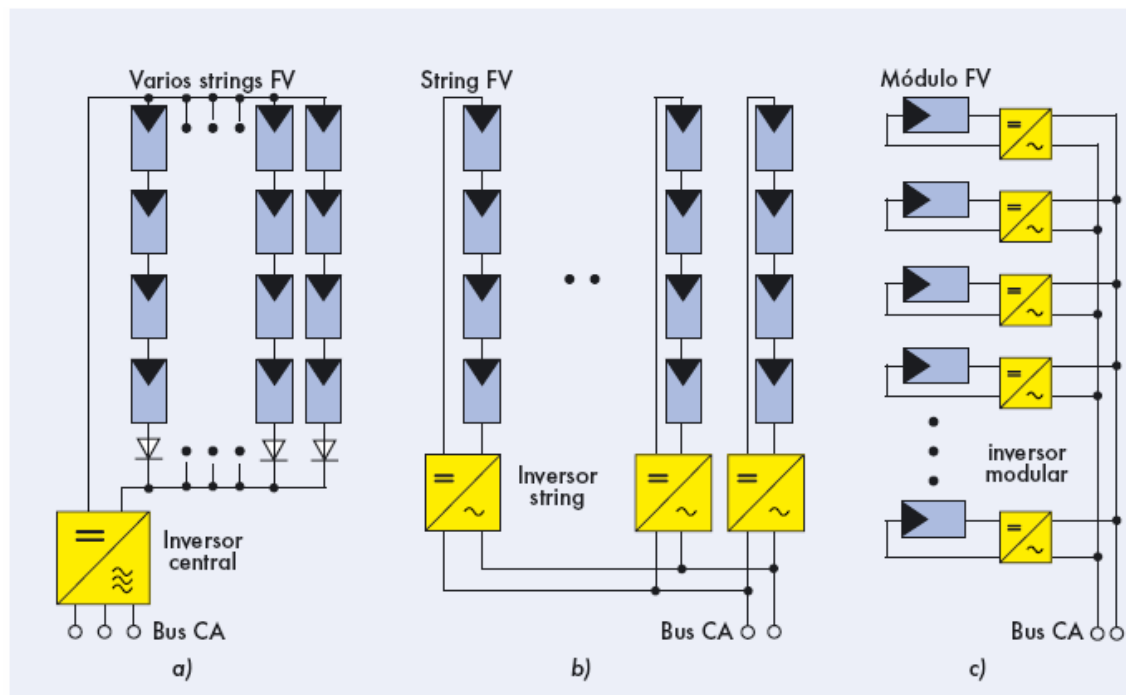 Varios strings FV
Inversor
central
Bus CA
a)
String FV
Inversor
string
Bus CA
b)
Módulo FV
inversor
modular
Bus CA
c)